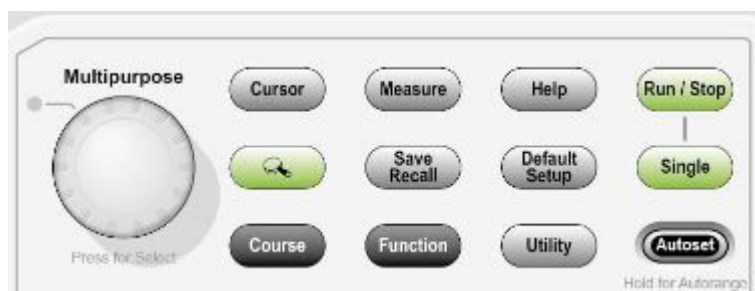 Multipurpose
Cursor
Measure
Help
Run / Stop
Save
Recall
Default
Setup
Single
Course
Function
Utility
Autoset
Press for Select
Hold for Autorange